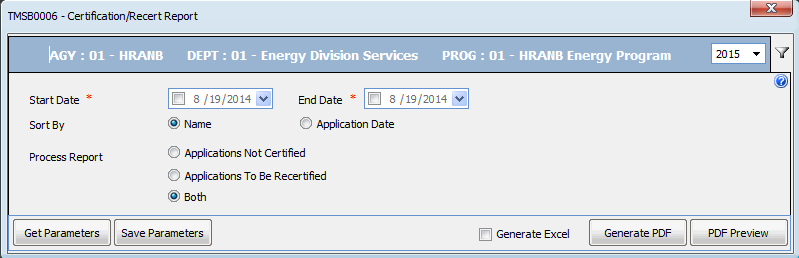 TMSB0006 - Certification/Recert Report
AGY : 01 - HRANB DEPT : 01 - Energy Division Services PROG : 01 - HRANB Energy Program 2015
Start Date * 8 /19/2014 End Date * 8 /19/2014
Sort By Name Application Date
Process Report Applications Not Certified
Applications To Be Recertified
Both
Get Parameters Save Parameters Generate Excel Generate PDF PDF Preview